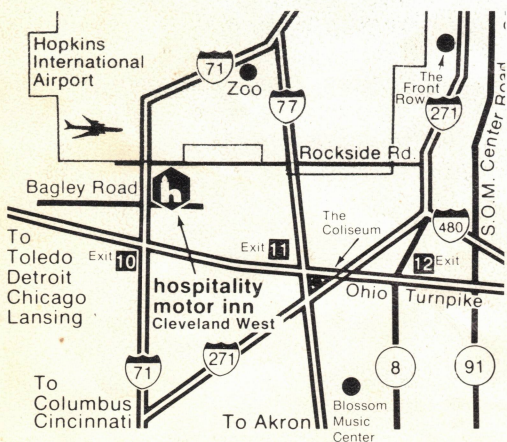 Hopkins
International
Airport
71
Zoo
77
The
Front
Row
271
S.O.M. Center Road
Rockside Rd.
Bagley Road
h
480
The
Coliseum
To
Toledo
Detroit
Chicago
Lansing
Exit 10
Exit 11
12 Exit
hospitality
motor inn
Cleveland West
Ohio Turnpike
271
8
91
71
To
Columbus
Cincinnati
To Akron
Blossom
Music
Center